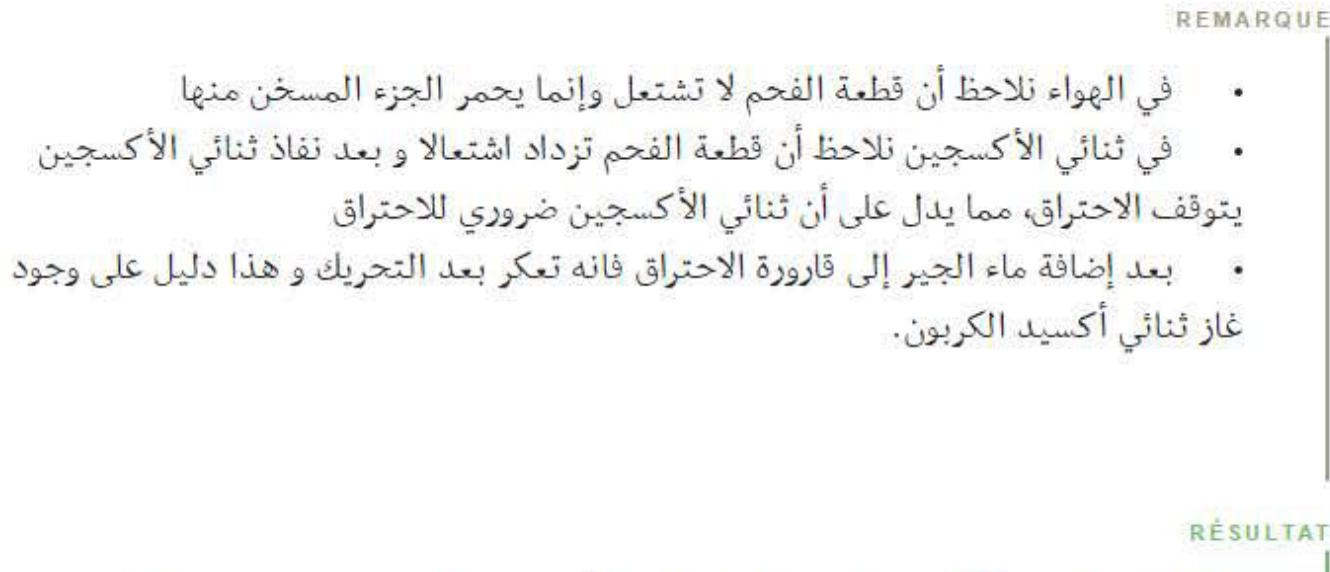 REMARQUE
• في الهواء نلاحظ أن قطعة الفحم لا تشتعل وإنما يحمر الجزء المسخن منها
• في ثنائي الأكسجين نلاحظ أن قطعة الفحم تزداد اشتعالا و بعد نفاذ ثنائي الأكسجين
يتوقف الاحتراق، مما يدل على أن ثنائي الأكسجين ضروري للاحتراق
• بعد إضافة ماء الجير إلى قارورة الاحتراق فانه تعكر بعد التحريك و هذا دليل على وجود
غاز ثنائي أكسيد الكربون.
RÉSULTAT